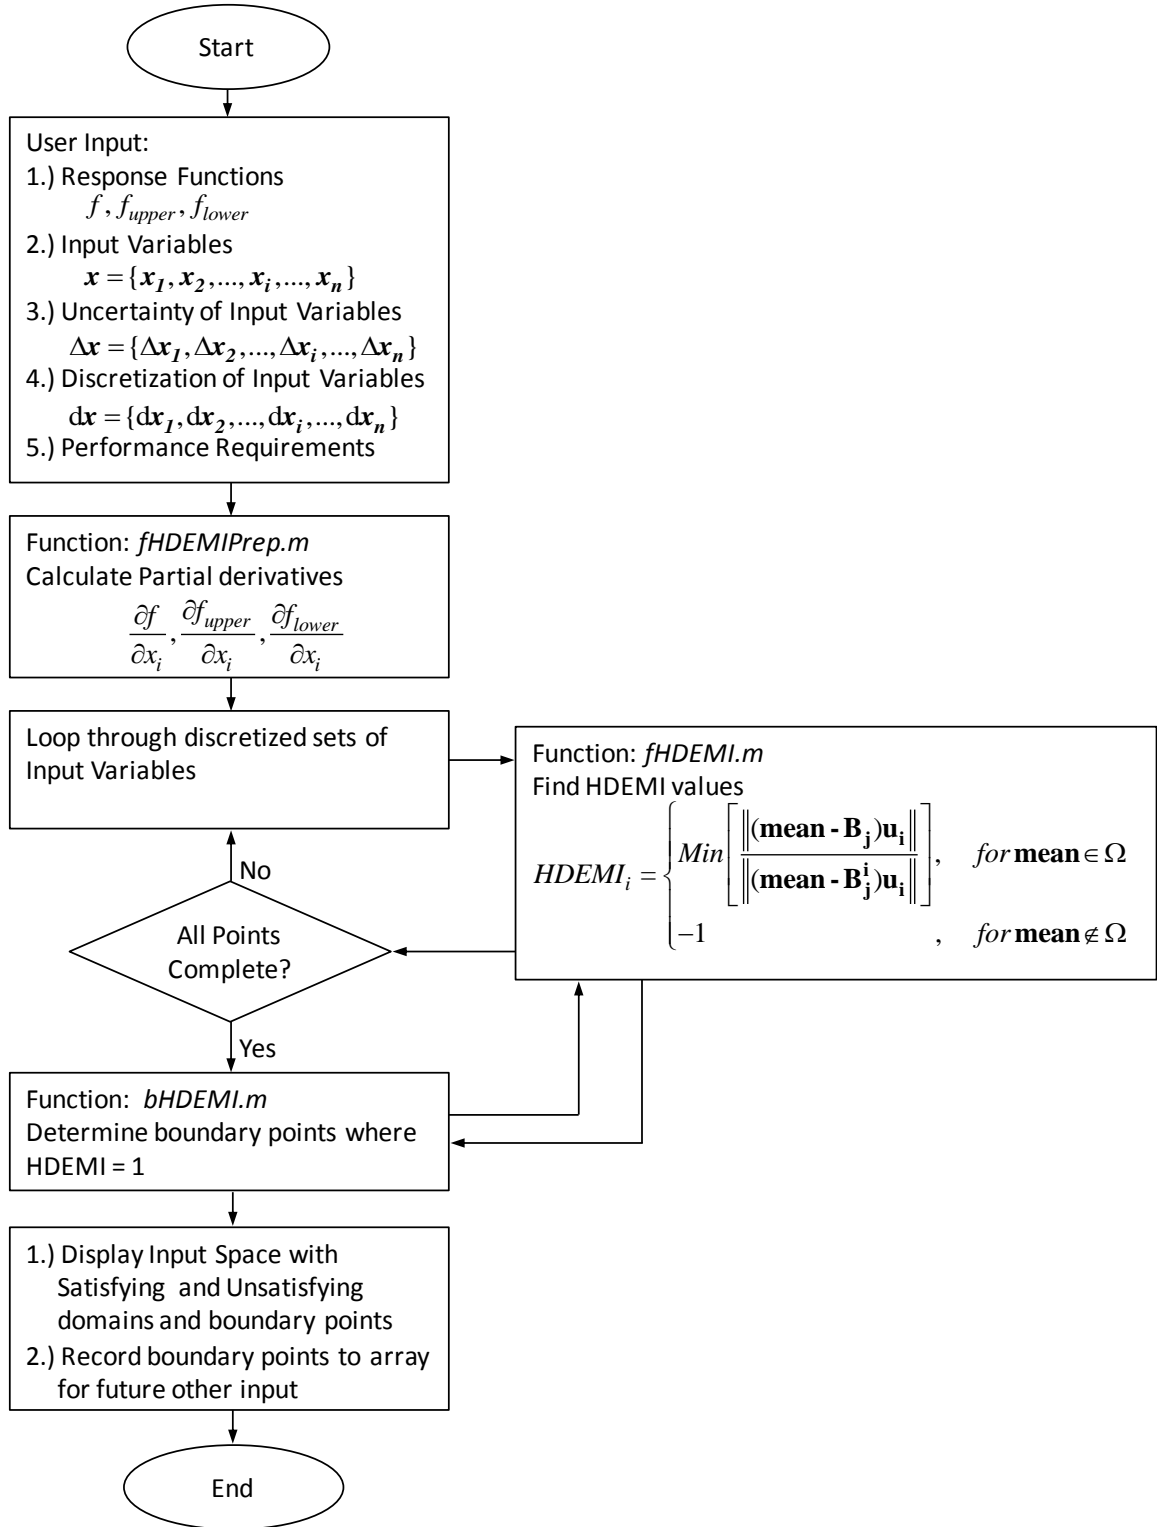 Start
User Input:
1.) Response Functions
f, f_upper, f_lower
2.) Input Variables
x = {x_1, x_2, ..., x_i, ..., x_n}
3.) Uncertainty of Input Variables
Δx = {Δx_1, Δx_2, ..., Δx_i, ..., Δx_n}
4.) Discretization of Input Variables
dx = {dx_1, dx_2, ..., dx_i, ..., dx_n}
5.) Performance Requirements
Function: fHDEMIPrep.m
Calculate Partial derivatives
∂f/∂x_i, ∂f_upper/∂x_i, ∂f_lower/∂x_i
Loop through discretized sets of
Input Variables
Function: fHDEMI.m
Find HDEMI values
HDEMI_i = { Min[ ‖(mean - B_j)u_i‖ / ‖(mean - B_j^i)u_i‖ ], for mean ∈ Ω
-1 , for mean ∉ Ω
No
All Points
Complete?
Yes
Function: bHDEMI.m
Determine boundary points where
HDEMI = 1
1.) Display Input Space with
Satisfying and Unsatisfying
domains and boundary points
2.) Record boundary points to array
for future other input
End